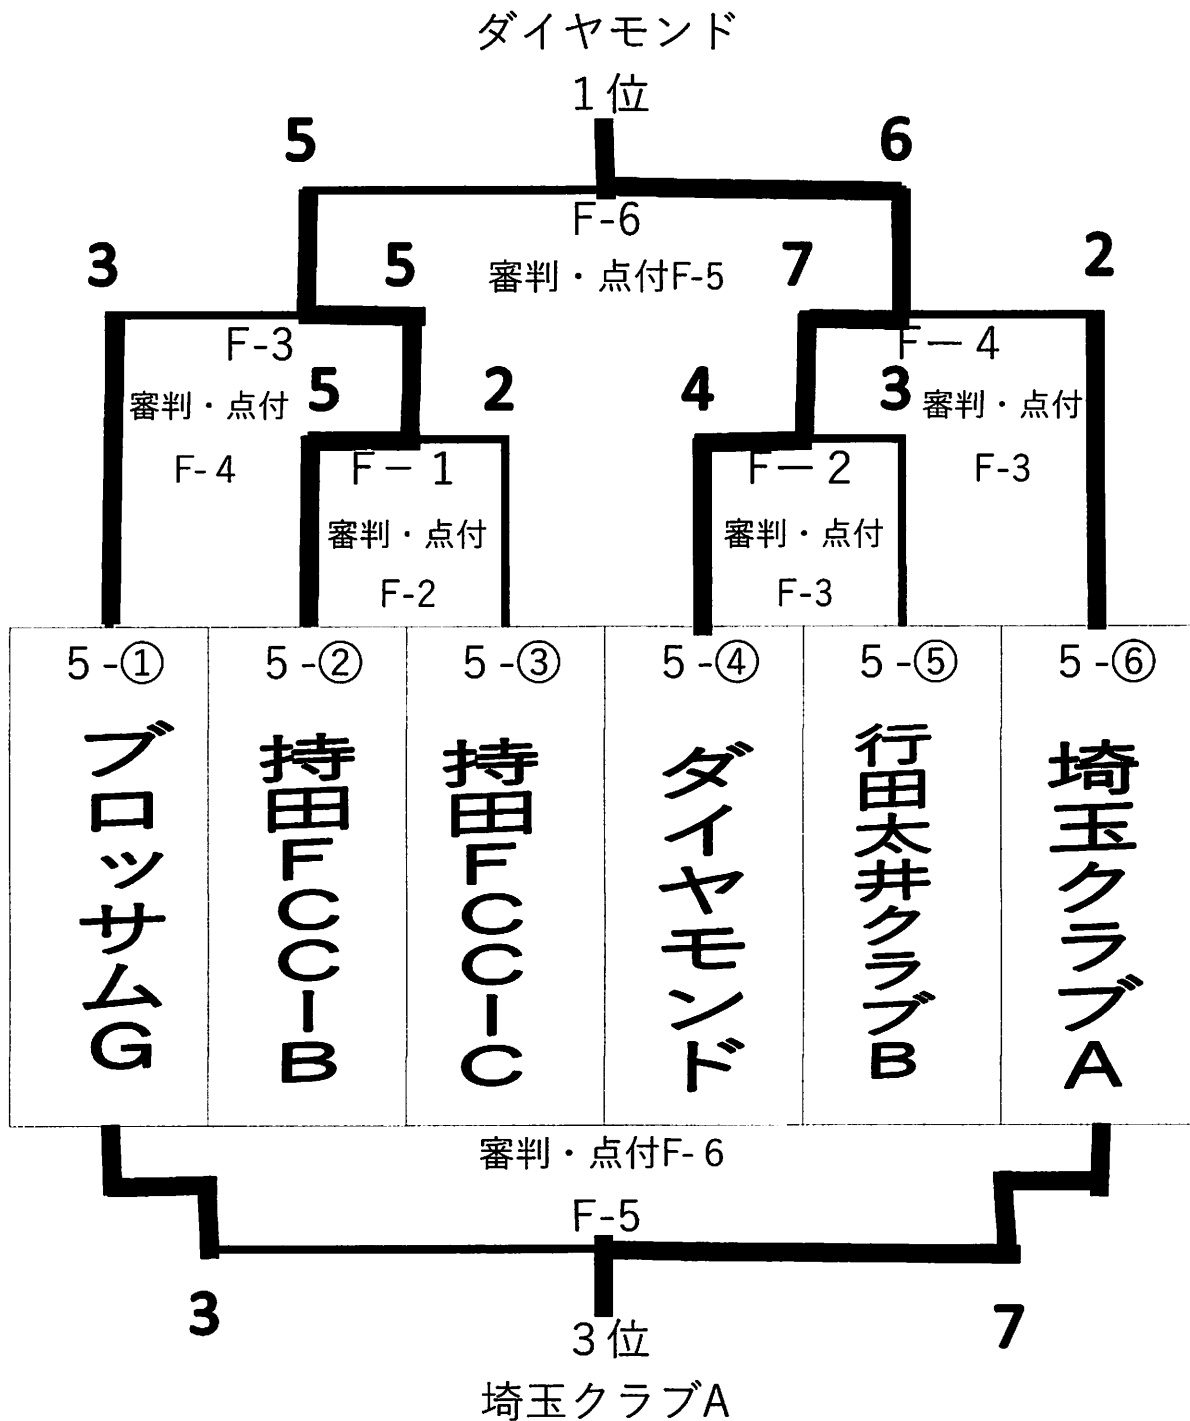 ダイヤモンド
1位
5
6
F-6
審判・点付F-5
3
5
7
2
F-3
F－4
審判・点付
F-4
審判・点付
F-3
5
2
4
3
F－1
F－2
審判・点付
F-2
審判・点付
F-3
5-①
5-②
5-③
5-④
5-⑤
5-⑥
ブロッサムG
持田FCCIB
持田FCCIC
ダイヤモンド
行田太井クラブB
埼玉クラブA
審判・点付F-6
F-5
3
7
3位
埼玉クラブA